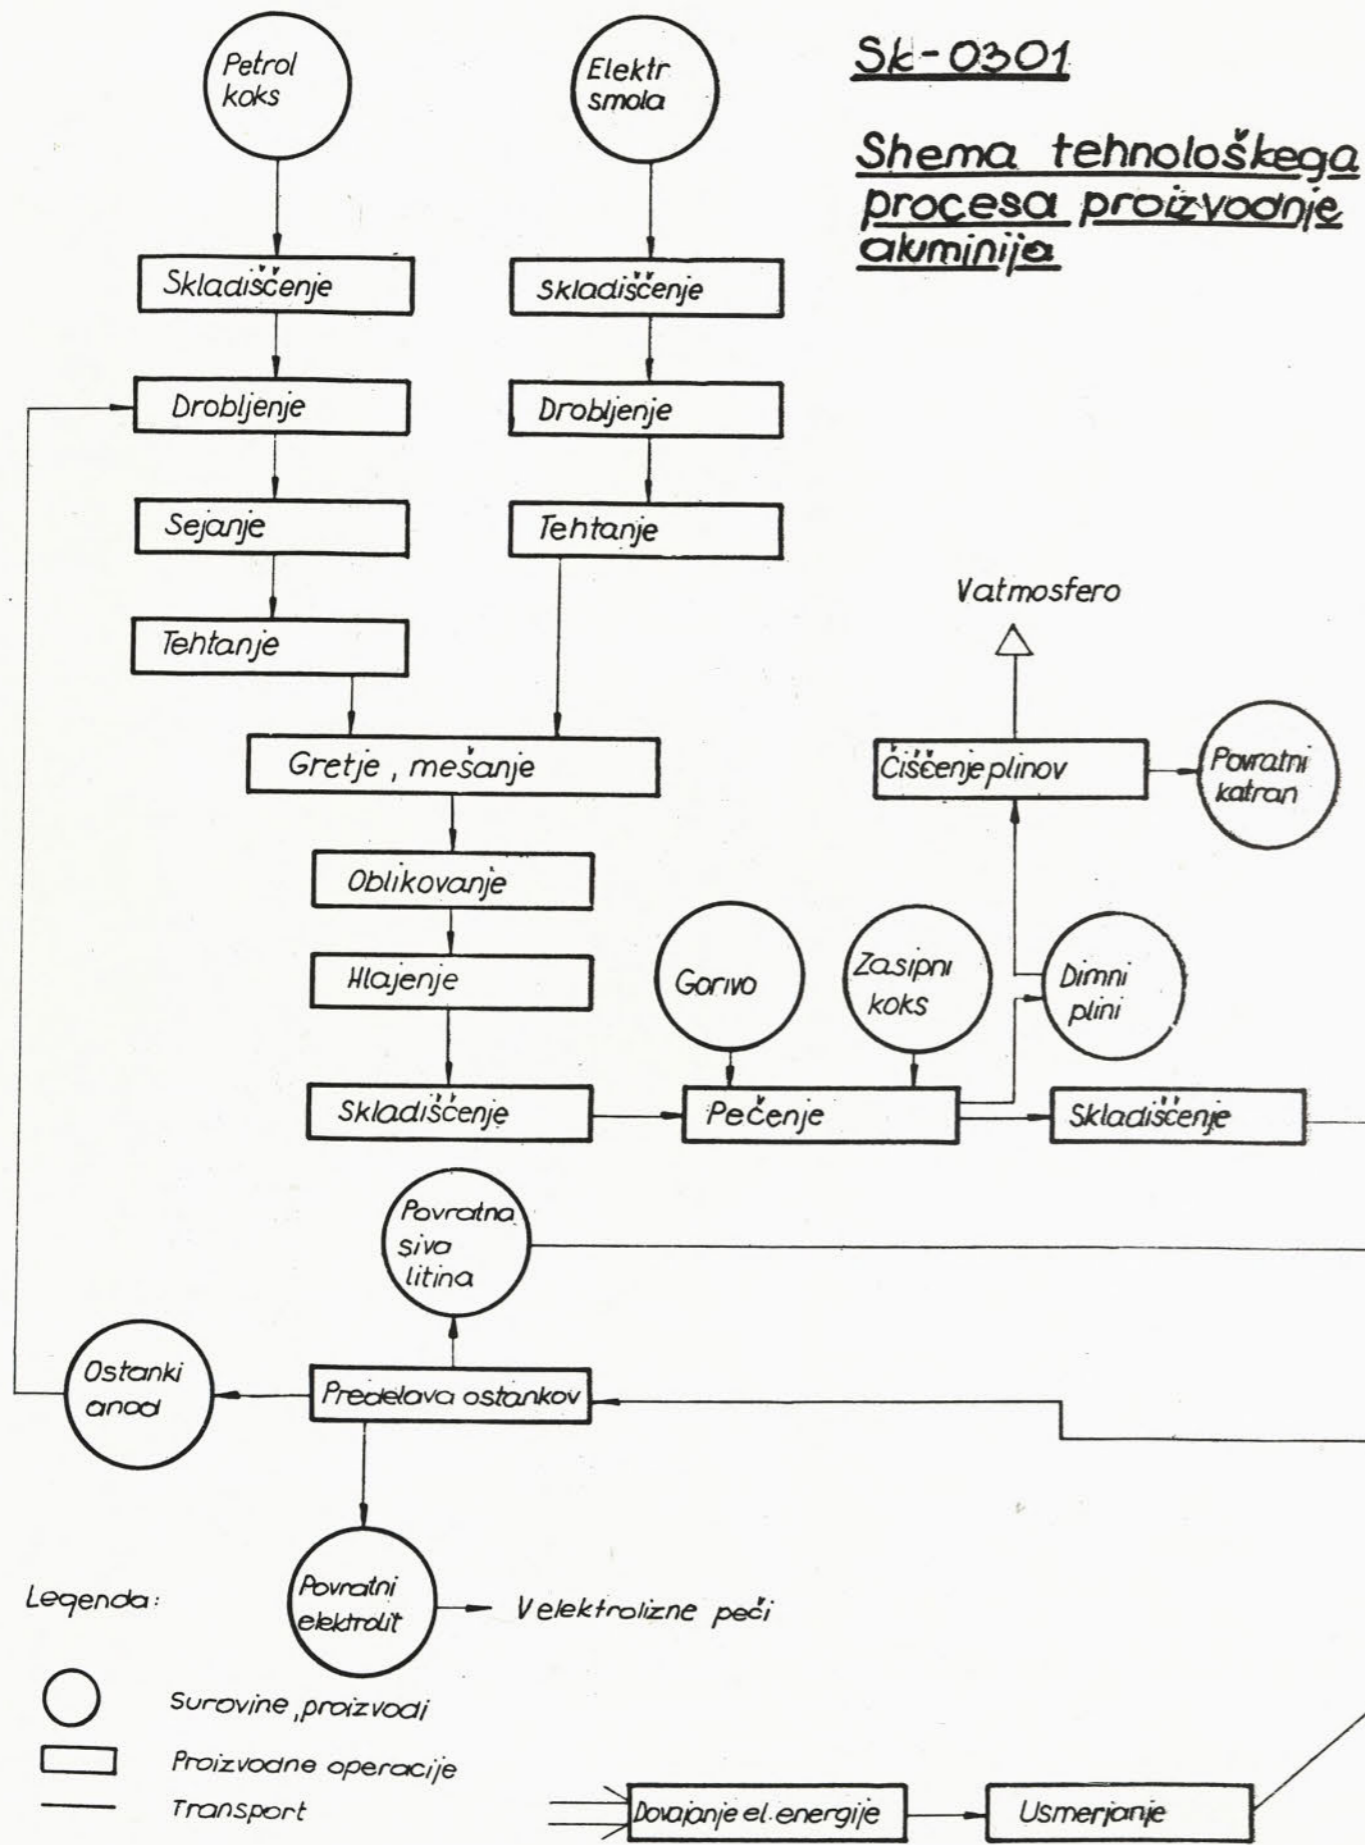 Sk-0301
Shema tehnološkega
procesa proizvodnje
aluminija
Petrol
koks
Elektr
smola
Skladiščenje
Skladiščenje
Drobljenje
Drobljenje
Sejanje
Tehtanje
Tehtanje
Gretje, mešanje
Oblikovanje
Hlajenje
Skladiščenje
V atmosfero
Čiščenje plinov
Povratni
katran
Gorivo
Zasipni
koks
Dimni
plini
Pečenje
Skladiščenje
Povratna
siva
litina
Ostanki
anod
Predelava ostankov
Povratni
elektrolit
V elektrolizne peči
Legenda:
Surovine, proizvodi
Proizvodne operacije
Transport
Dovajanje el. energije
Usmerjanje